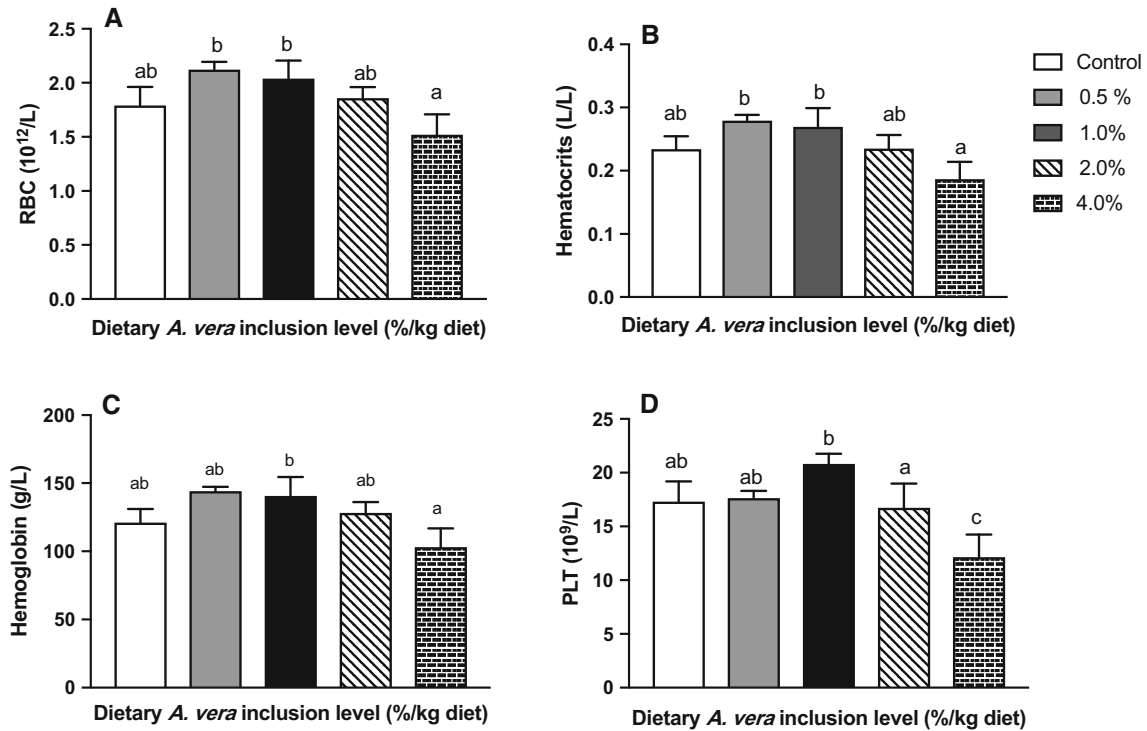 A
2.5
2.0
1.5
1.0
0.5
0.0
RBC (10¹²/L)
ab
b
b
ab
a
Dietary A. vera inclusion level (%/kg diet)
B
0.4
0.3
0.2
0.1
0.0
Hematocrits (L/L)
ab
b
b
ab
a
Dietary A. vera inclusion level (%/kg diet)
Control
0.5 %
1.0%
2.0%
4.0%
C
200
150
100
50
0
Hemoglobin (g/L)
ab
ab
b
ab
a
Dietary A. vera inclusion level (%/kg diet)
D
25
20
15
10
5
0
PLT (10⁹/L)
ab
ab
b
a
c
Dietary A. vera inclusion level (%/kg diet)